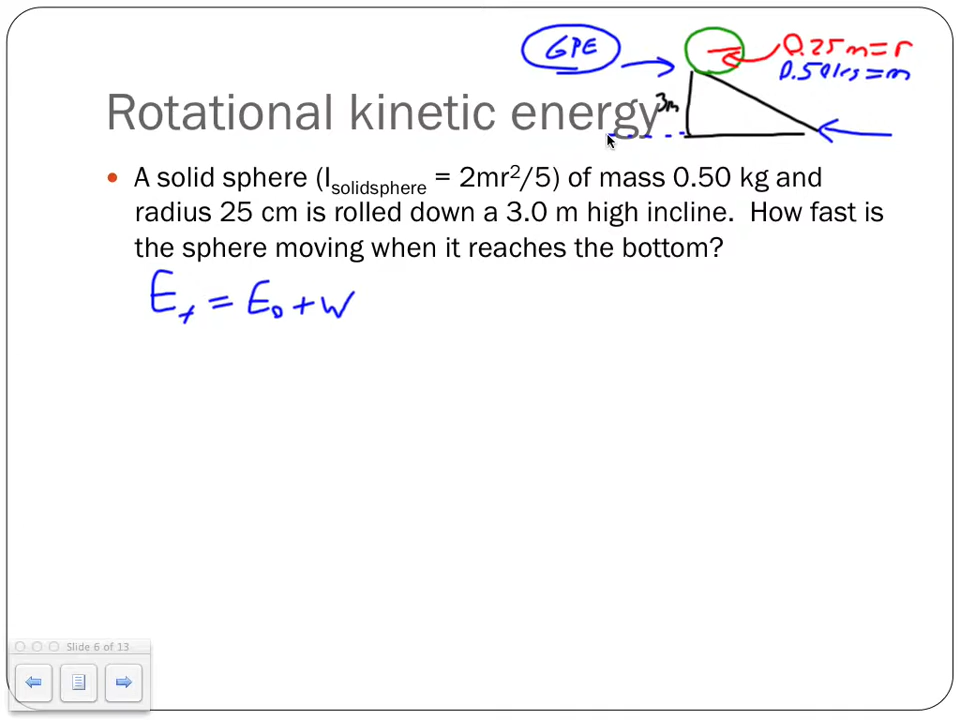 GPE
0.25m=r
0.50kg=m
3m
Rotational kinetic energy
• A solid sphere (Isolidsphere = 2mr²/5) of mass 0.50 kg and
radius 25 cm is rolled down a 3.0 m high incline. How fast is
the sphere moving when it reaches the bottom?
Ef = E0 + W
Slide 6 of 13